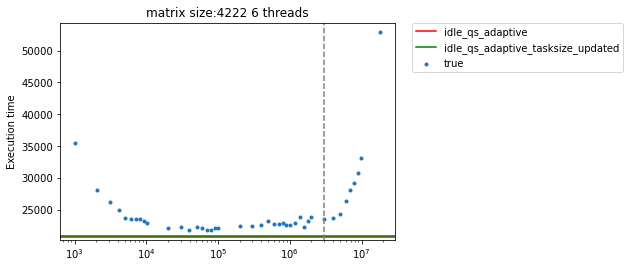 matrix size:4222 6 threads
idle_qs_adaptive
idle_qs_adaptive_tasksize_updated
true
Execution time
50000
45000
40000
35000
30000
25000
10³
10⁴
10⁵
10⁶
10⁷